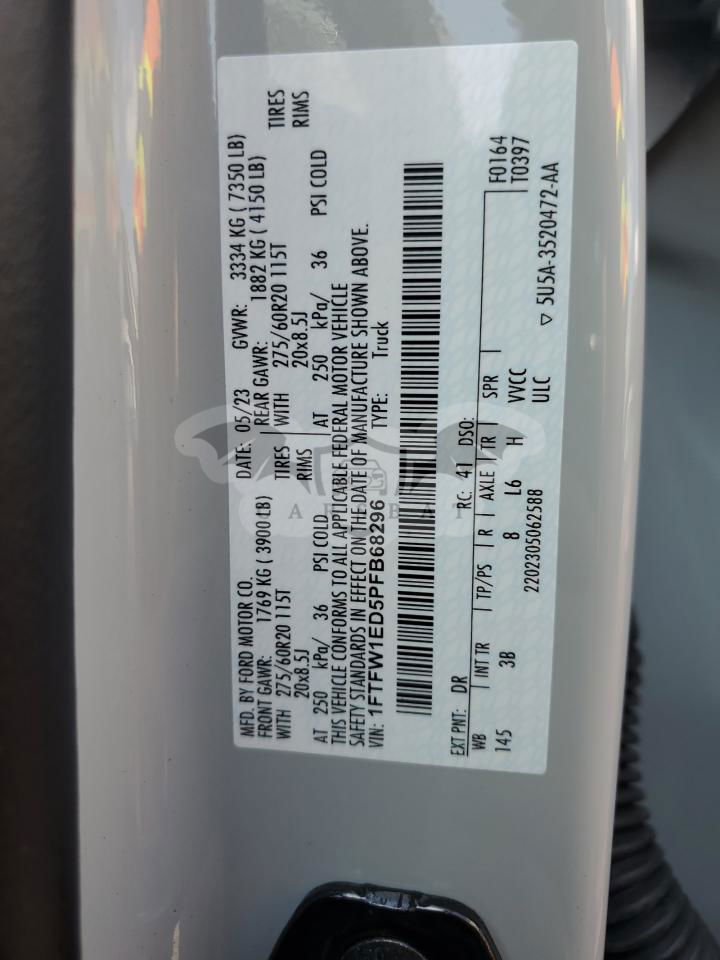 MFD. BY FORD MOTOR CO. DATE: 05/23 GVWR: 3334 KG ( 7350 LB)
FRONT GAWR: 1769 KG ( 3900 LB) REAR GAWR: 1882 KG ( 4150 LB)
WITH 275/60R20 115T TIRES WITH 275/60R20 115T TIRES
20x8.5J RIMS 20x8.5J RIMS
AT 250 kPa/ 36 PSI COLD AT 250 kPa/ 36 PSI COLD
THIS VEHICLE CONFORMS TO ALL APPLICABLE FEDERAL MOTOR VEHICLE
SAFETY STANDARDS IN EFFECT ON THE DATE OF MANUFACTURE SHOWN ABOVE.
VIN: 1FTFW1ED5PFB68296 TYPE: Truck
EXT PNT: DR RC: 41 DSO: F0164
WB INT TR TP/PS R AXLE TR SPR T0397
145 3B 8 L6 H VVCC
2202305062588 ULC ▽ 5U5A-3520472-AA